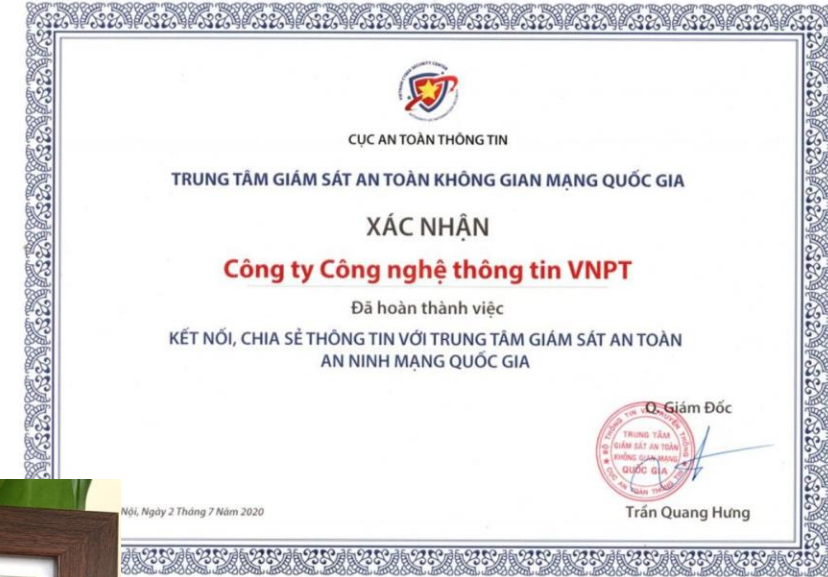 CỤC AN TOÀN THÔNG TIN
TRUNG TÂM GIÁM SÁT AN TOÀN KHÔNG GIAN MẠNG QUỐC GIA
XÁC NHẬN
Công ty Công nghệ thông tin VNPT
Đã hoàn thành việc
KẾT NỐI, CHIA SẺ THÔNG TIN VỚI TRUNG TÂM GIÁM SÁT AN TOÀN
AN NINH MẠNG QUỐC GIA
Q. Giám Đốc
TRUNG TÂM
GIÁM SÁT AN TOÀN
KHÔNG GIAN MẠNG
QUỐC GIA
Nội, Ngày 2 Tháng 7 Năm 2020
Trần Quang Hưng